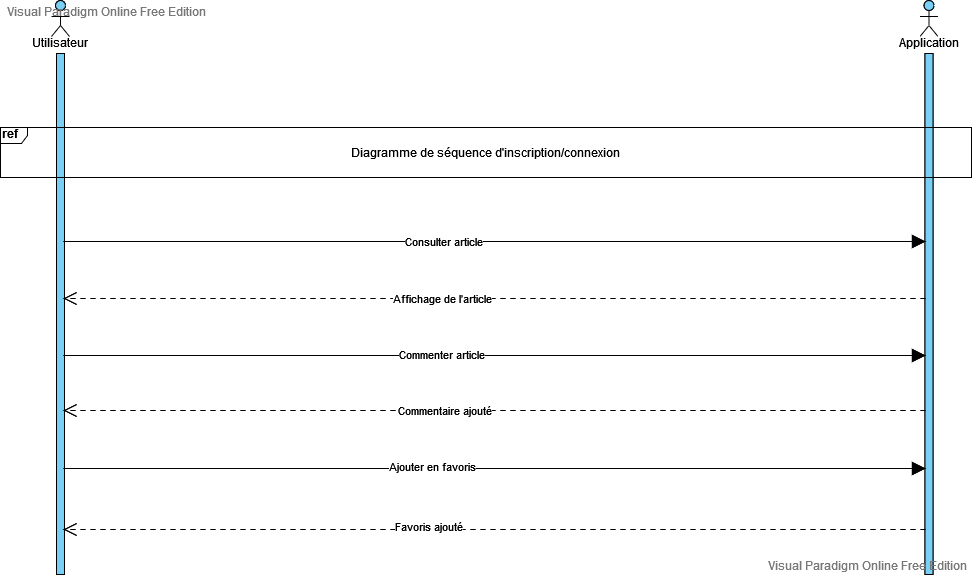 Visual Paradigm Online Free Edition
Utilisateur
Application
ref
Diagramme de séquence d'inscription/connexion
Consulter article
Affichage de l'article
Commenter article
Commentaire ajouté
Ajouter en favoris
Favoris ajouté
Visual Paradigm Online Free Edition